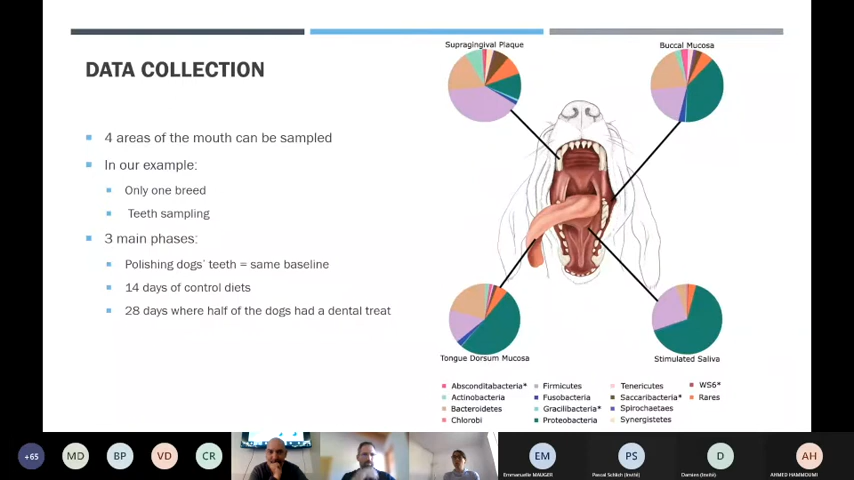 DATA COLLECTION
4 areas of the mouth can be sampled
In our example:
Only one breed
Teeth sampling
3 main phases:
Polishing dogs' teeth = same baseline
14 days of control diets
28 days where half of the dogs had a dental treat
Supragingival Plaque
Buccal Mucosa
Tongue Dorsum Mucosa
Stimulated Saliva
Absconditabacteria*
Actinobacteria
Bacteroidetes
Chlorobi
Firmicutes
Fusobacteria
Gracilibacteria*
Proteobacteria
Tenericutes
Saccaribacteria*
Spirochaetaes
Synergistetes
WS6*
Rares
+65
MD
BP
VD
CR
EM
Emmanuelle MAUGER
PS
Pascal Schlich (Invité)
D
Damien (Invité)
AH
AHMED HAMMOUMI